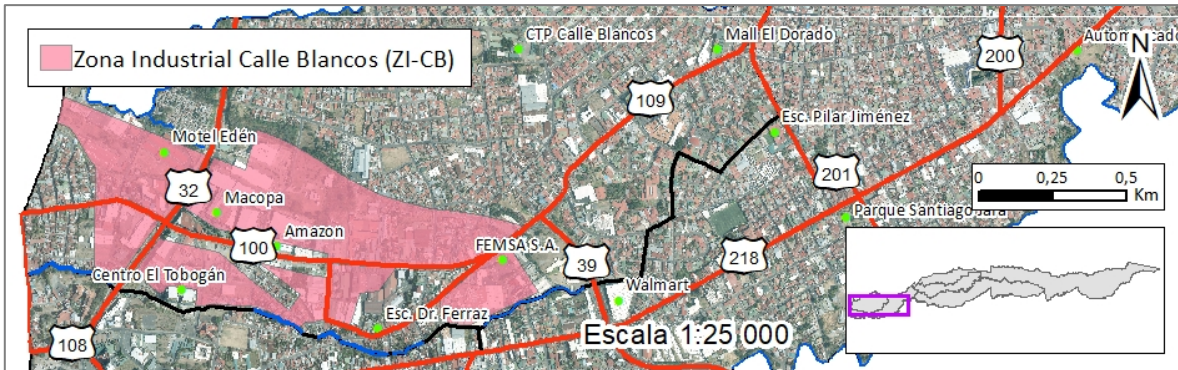 Zona Industrial Calle Blancos (ZI-CB)
CTP Calle Blancos
Mall El Dorado
200
N
109
Esc. Pilar Jiménez
Motel Edén
32
Macopa
201
0 0,25 0,5
Km
100
Amazon
Parque Santiago Jara
FEMSA S.A.
39
218
Centro El Tobogán
Walmart
Esc. Dr. Ferraz
Escala 1:25 000
108